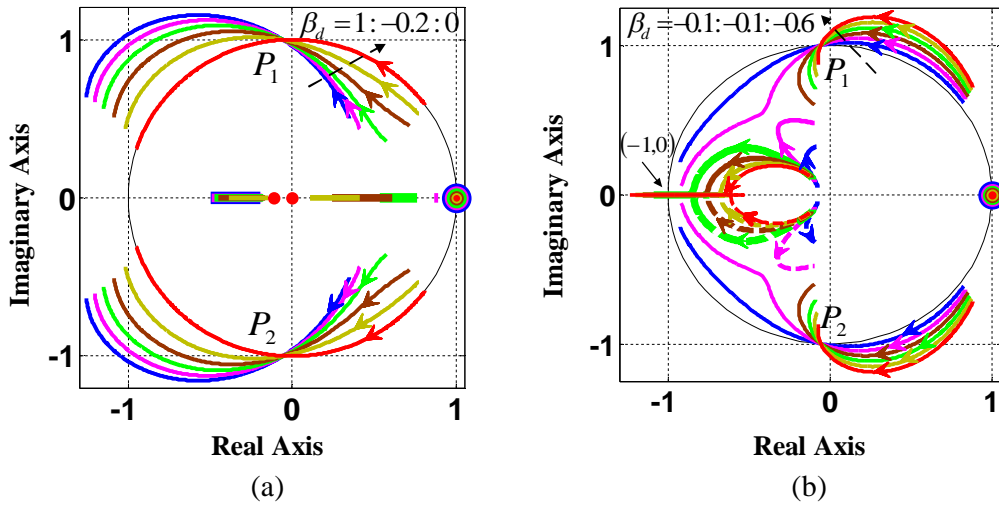 β_d = 1:−0.2:0
1
P_1
0
P_2
-1
-1
0
1
Imaginary Axis
Real Axis
(a)
β_d = −0.1:−0.1:−0.6
1
P_1
(−1,0)
0
P_2
-1
-1
0
1
Imaginary Axis
Real Axis
(b)